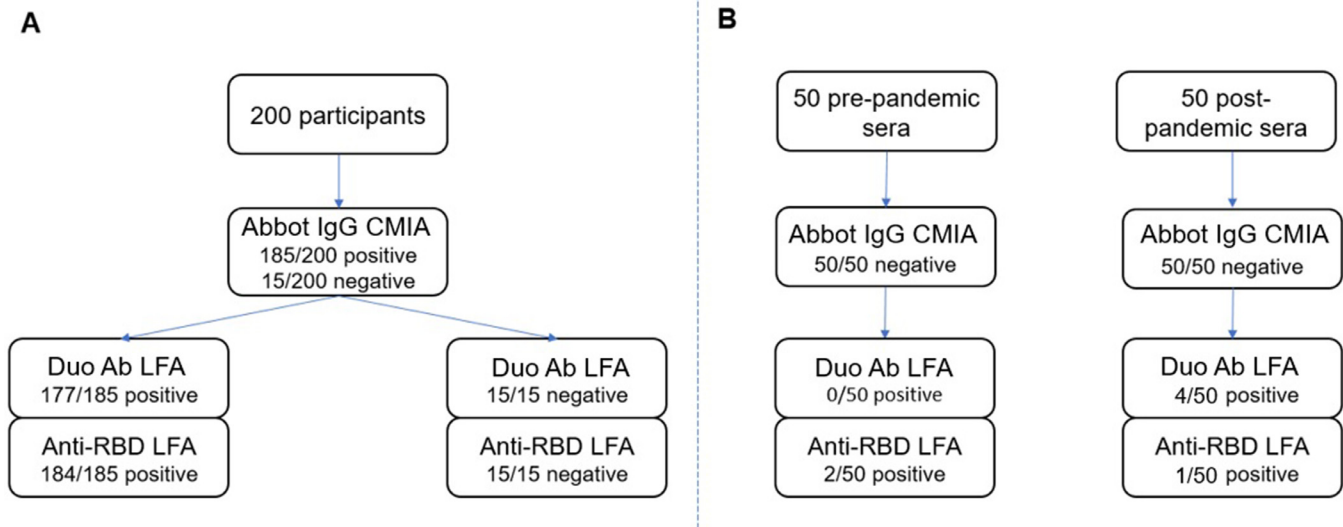 A
200 participants
Abbot IgG CMIA
185/200 positive
15/200 negative
Duo Ab LFA
177/185 positive
Anti-RBD LFA
184/185 positive
Duo Ab LFA
15/15 negative
Anti-RBD LFA
15/15 negative
B
50 pre-pandemic
sera
Abbot IgG CMIA
50/50 negative
Duo Ab LFA
0/50 positive
Anti-RBD LFA
2/50 positive
50 post-
pandemic sera
Abbot IgG CMIA
50/50 negative
Duo Ab LFA
4/50 positive
Anti-RBD LFA
1/50 positive